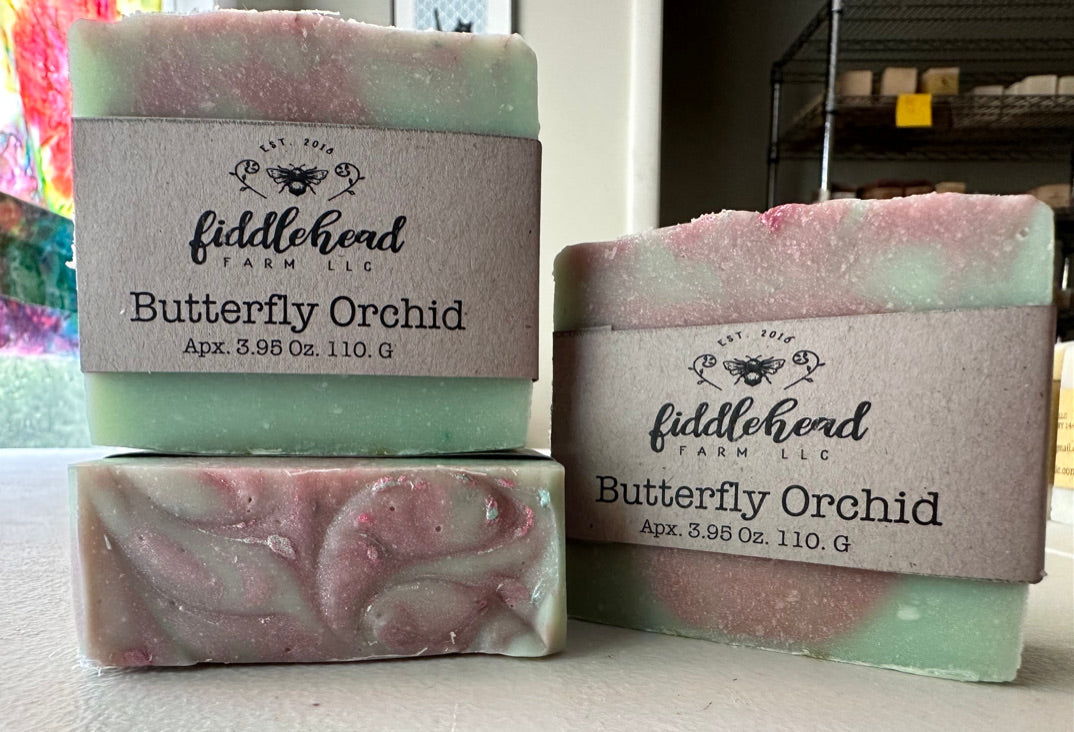 EST. 2016
fiddlehead
FARM LLC
Butterfly Orchid
Apx. 3.95 Oz. 110. G
EST. 2016
fiddlehead
FARM LLC
Butterfly Orchid
Apx. 3.95 Oz. 110. G
LLC